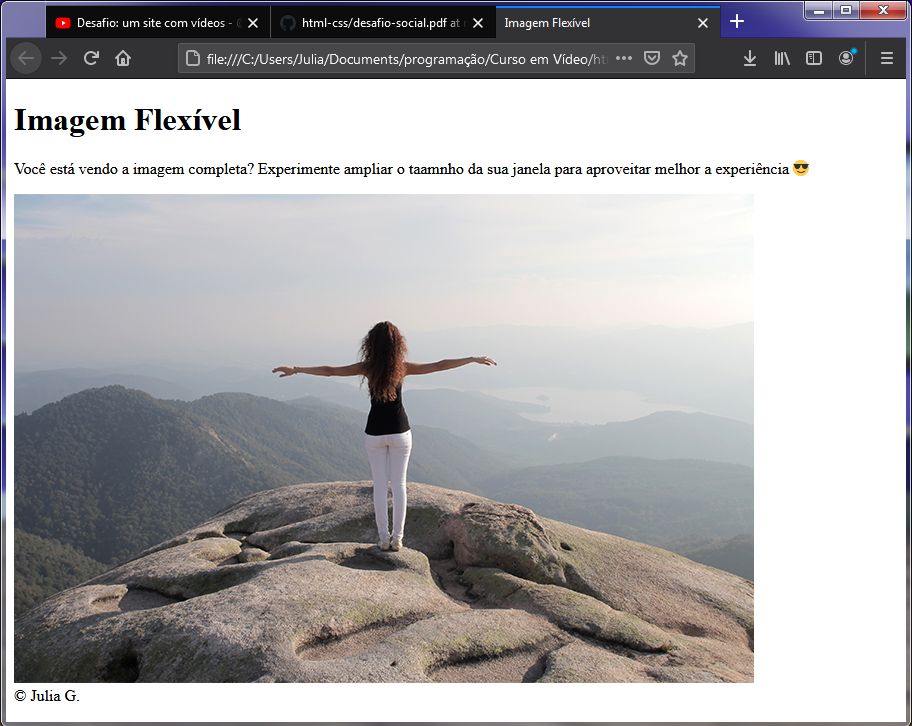 Desafio: um site com vídeos -
html-css/desafio-social.pdf at
Imagem Flexível
file:///C:/Users/Julia/Documents/programação/Curso em Vídeo/ht
Imagem Flexível
Você está vendo a imagem completa? Experimente ampliar o taamnho da sua janela para aproveitar melhor a experiência 😎
© Julia G.